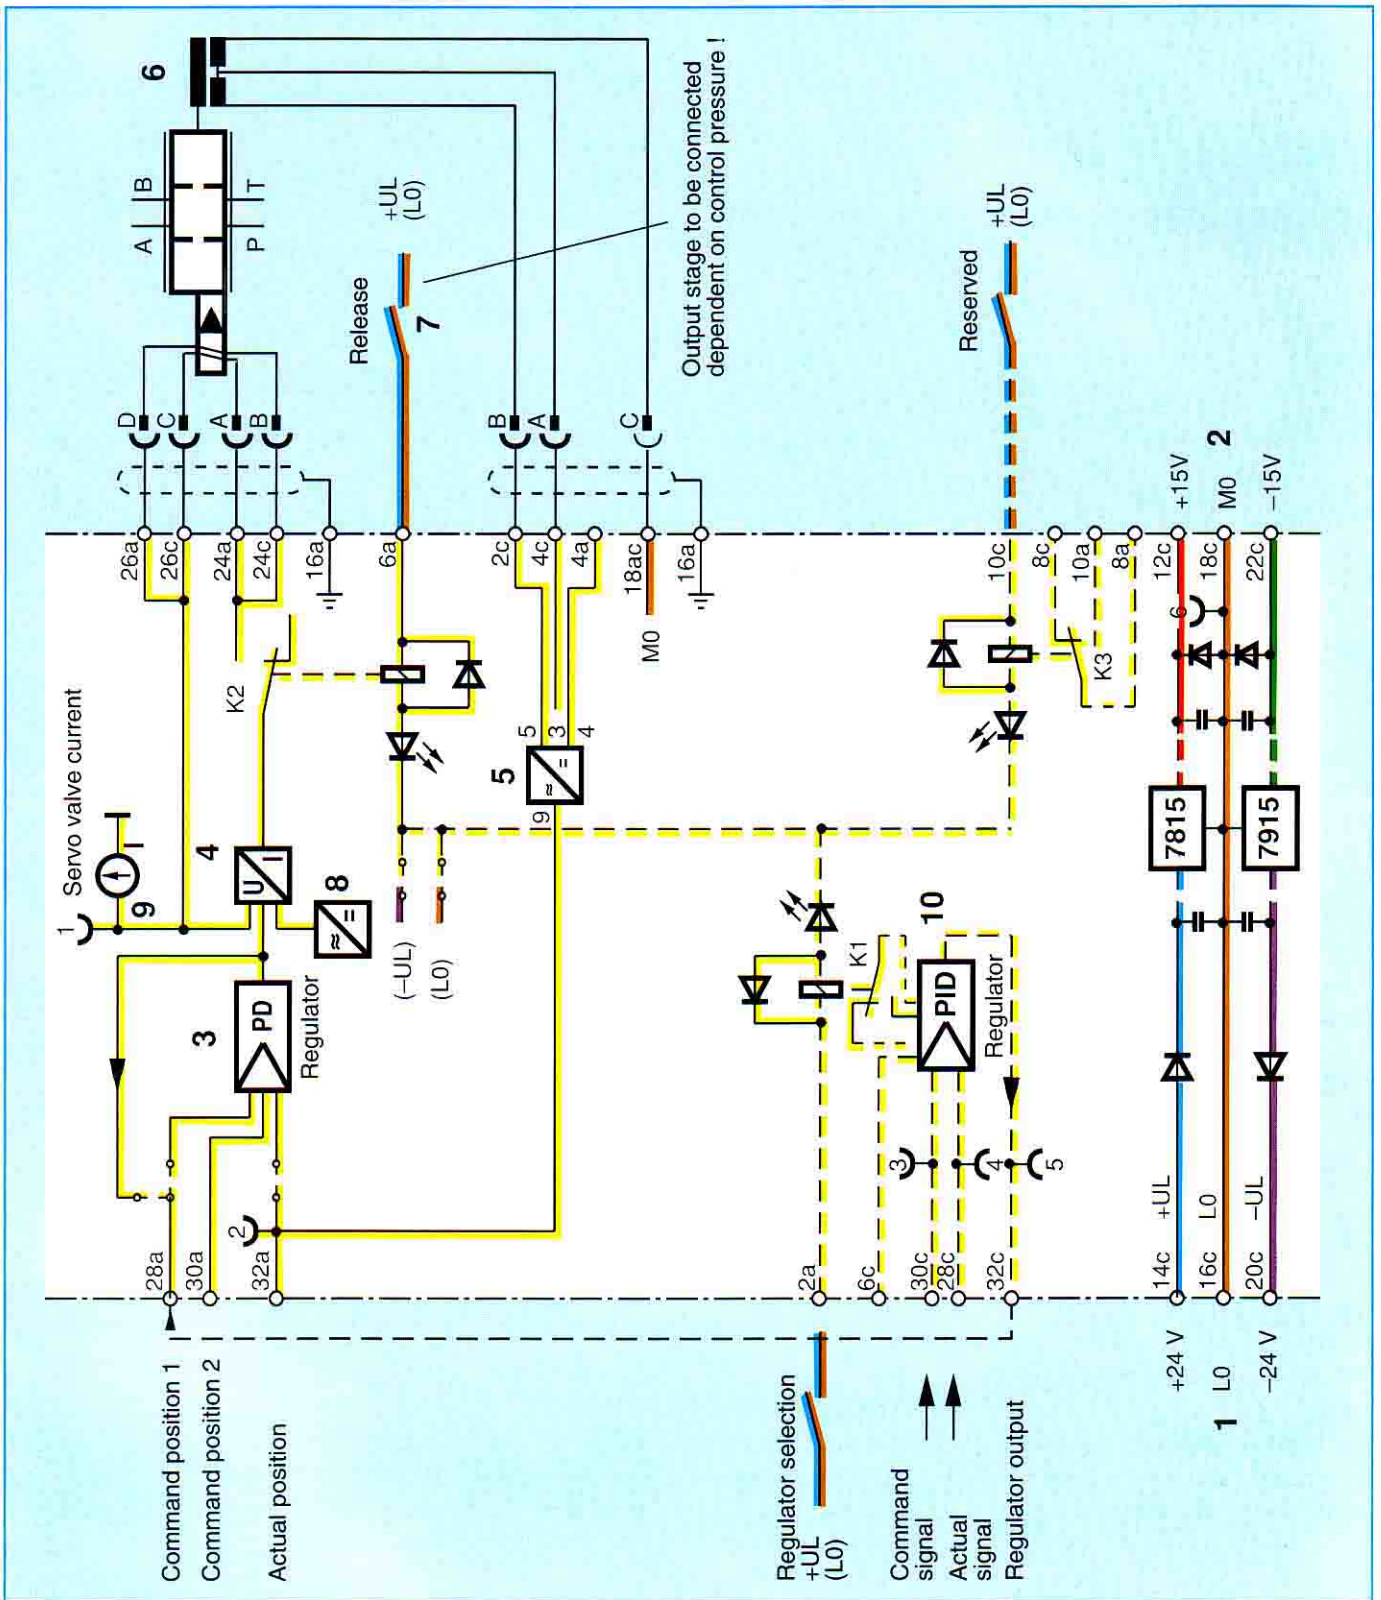 Command position 1
Command position 2
Actual position
28a
30a
32a
2
3
PD
Regulator
Servo valve current
1
9
I
4
U
I
8
≈
=
K2
26a
26c
24a
24c
16a
D
C
A
B
A
B
P
T
6
Release
7
+UL
(L0)
6a
(–UL)
(L0)
5
≈
=
9
5
3
4
2c
4c
4a
18ac
16a
M0
B
A
C
Output stage to be connected
dependent on control pressure !
Regulator selection
+UL
(L0)
2a
K1
Command
signal
Actual
signal
Regulator output
6c
30c
28c
32c
3
4
5
PID
10
Regulator
Reserved
+UL
(L0)
10c
8c
10a
8a
K3
1
+24 V
L0
–24 V
14c
16c
20c
+UL
L0
–UL
7815
7915
6
12c
18c
22c
+15V
M0
–15V
2